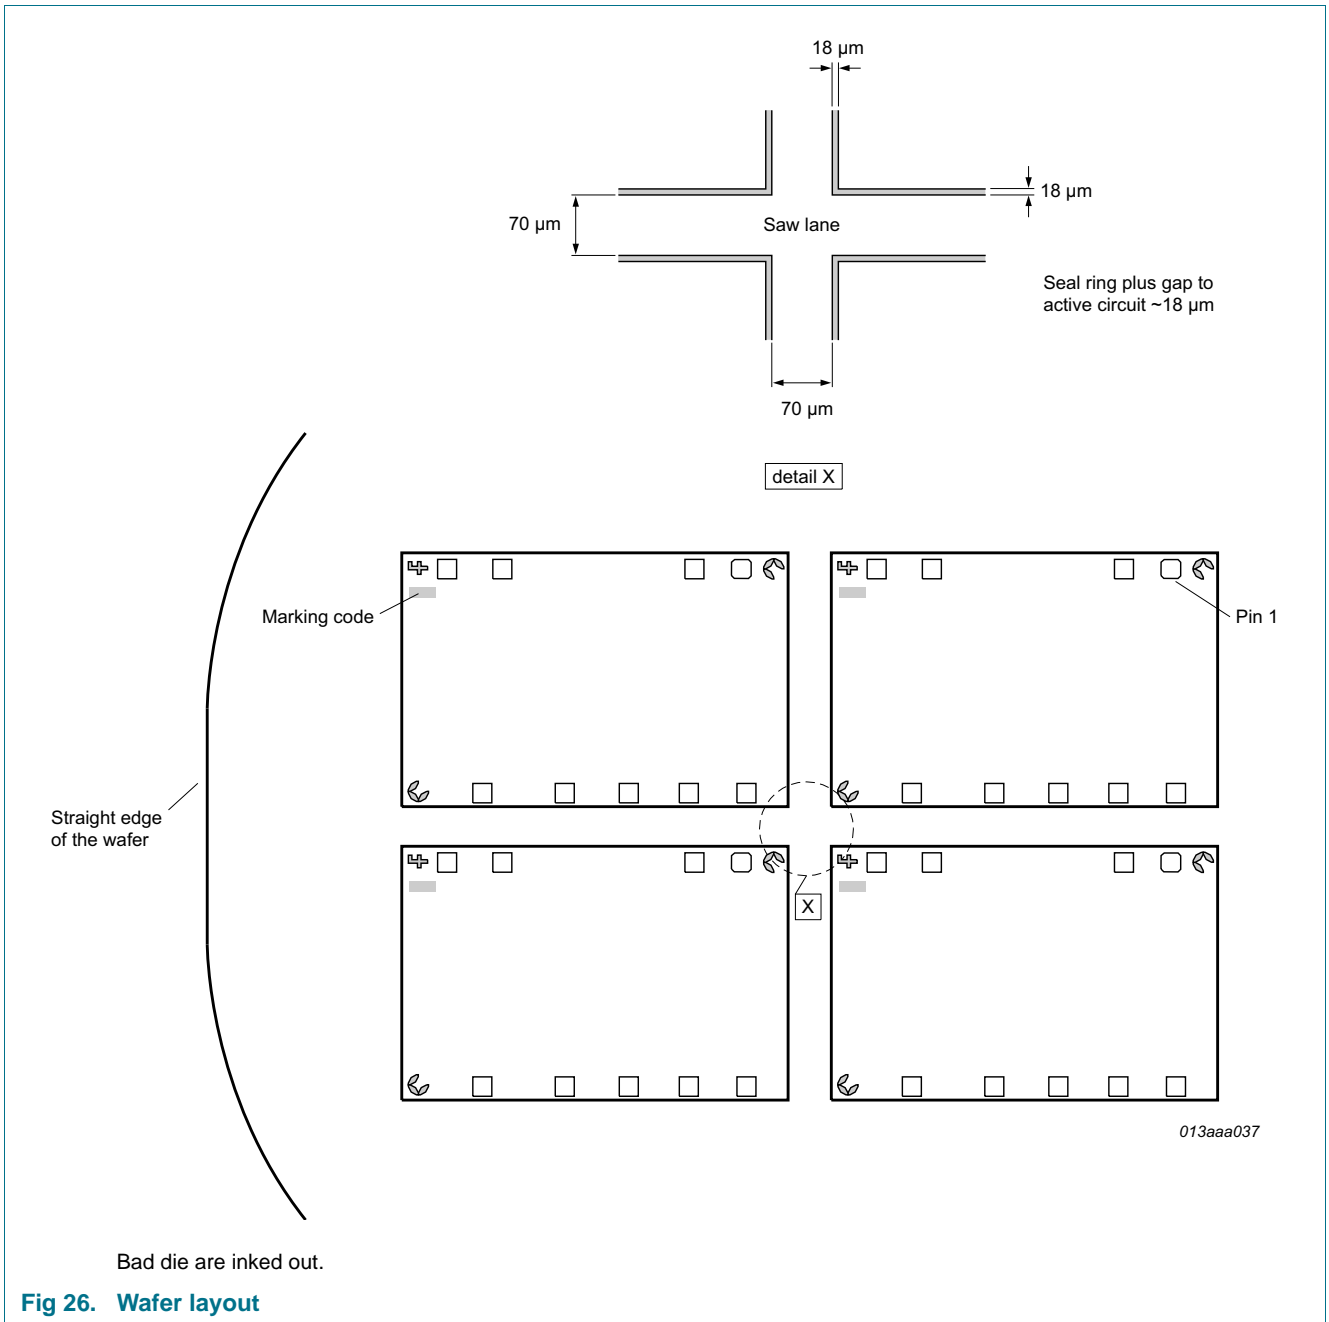 18 µm
18 µm
70 µm
Saw lane
Seal ring plus gap to
active circuit ~18 µm
70 µm
detail X
Marking code
Pin 1
Straight edge
of the wafer
X
013aaa037
Bad die are inked out.
Fig 26. Wafer layout